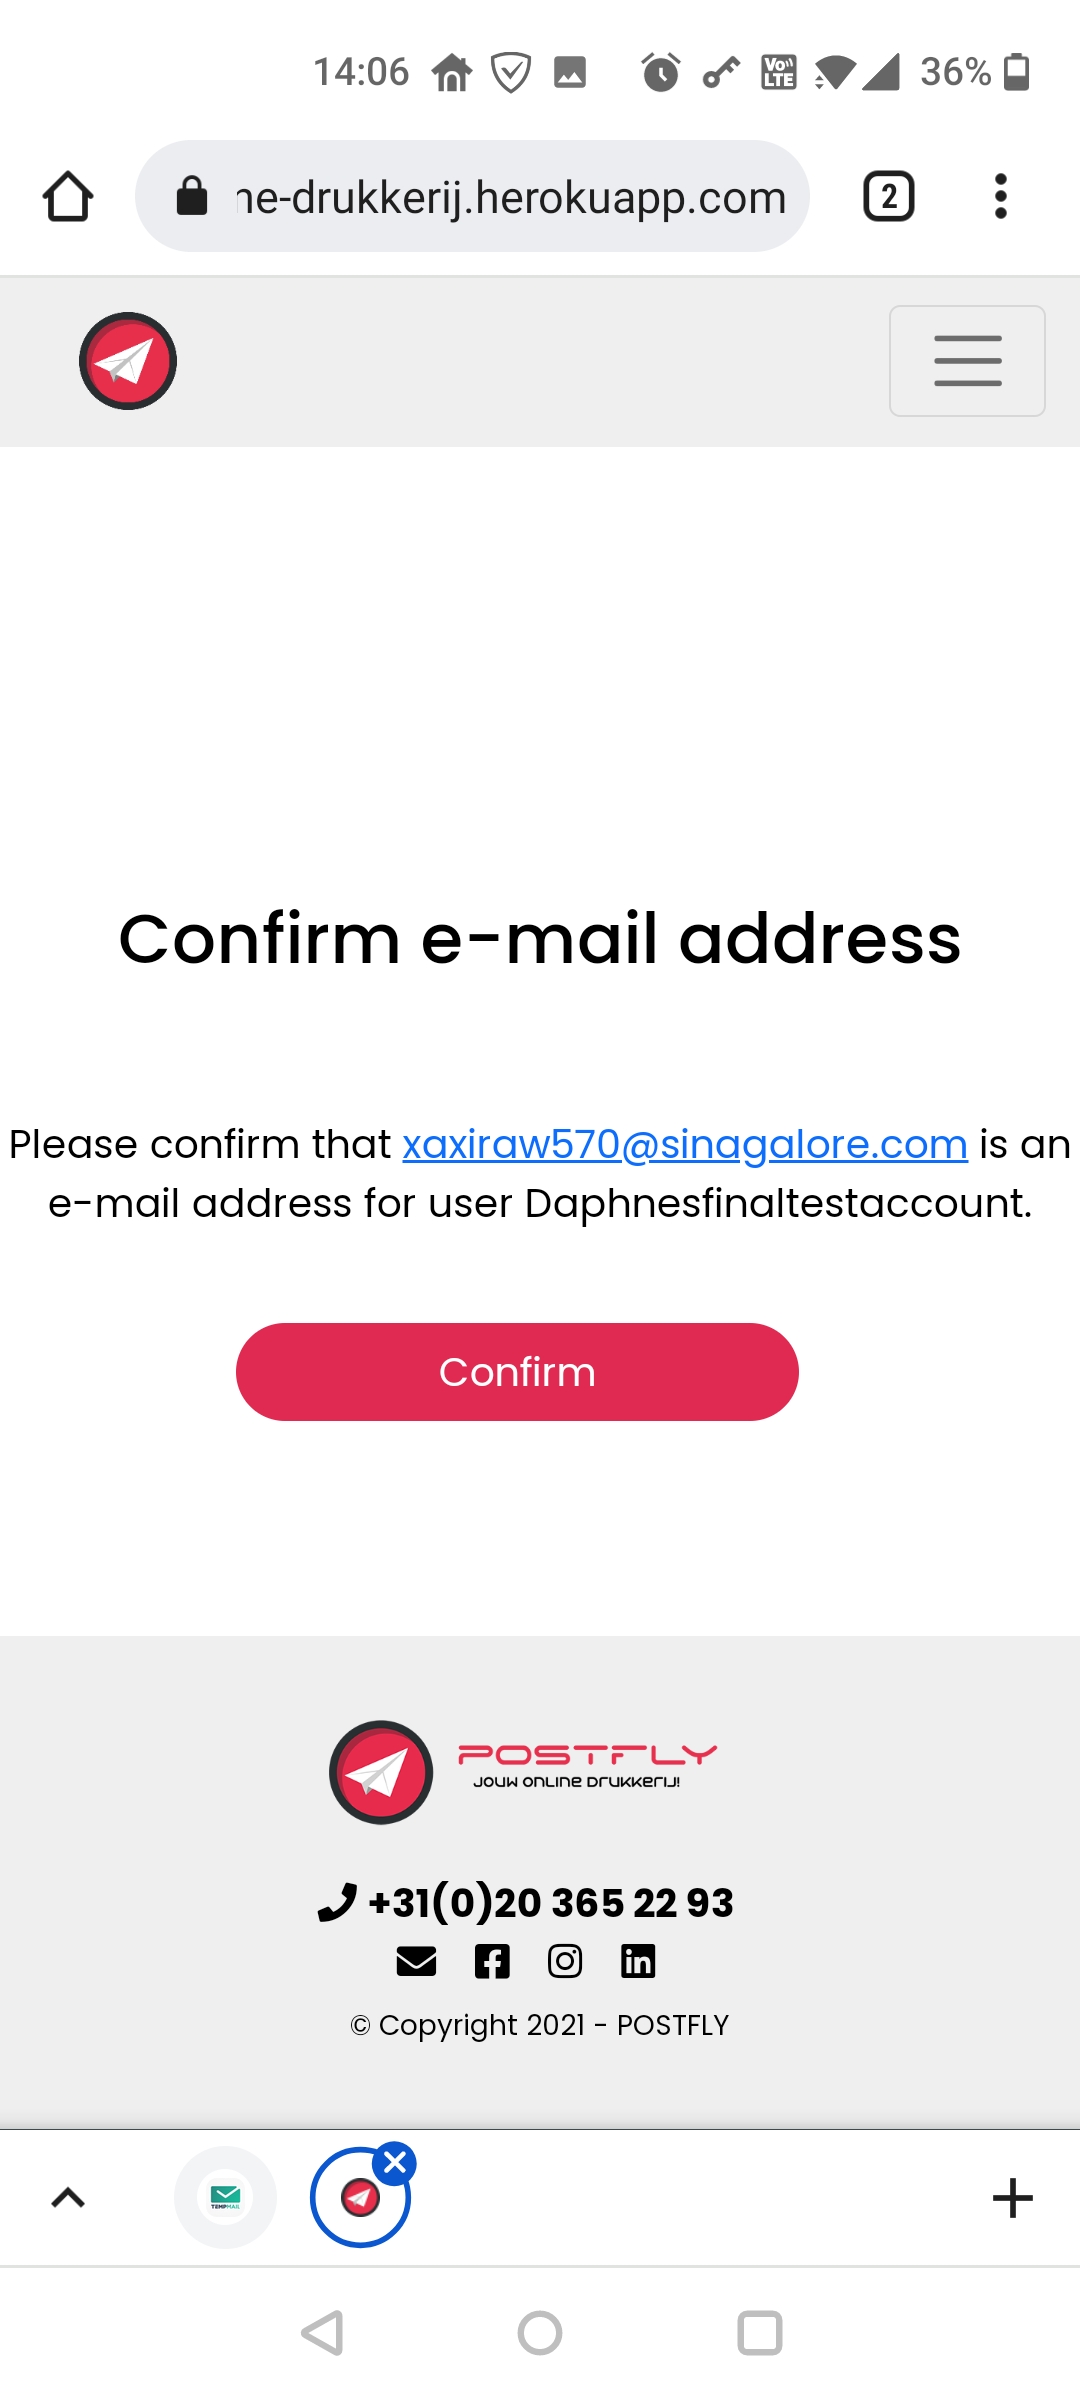 14:06
Vo))
LTE
36%
ne-drukkerij.herokuapp.com
2
Confirm e-mail address
Please confirm that xaxiraw570@sinagalore.com is an
e-mail address for user Daphnesfinaltestaccount.
Confirm
POSTFLY
JOUW ONLINE DRUKKERIJ!
+31(0)20 365 22 93
© Copyright 2021 - POSTFLY
TEMPMAIL